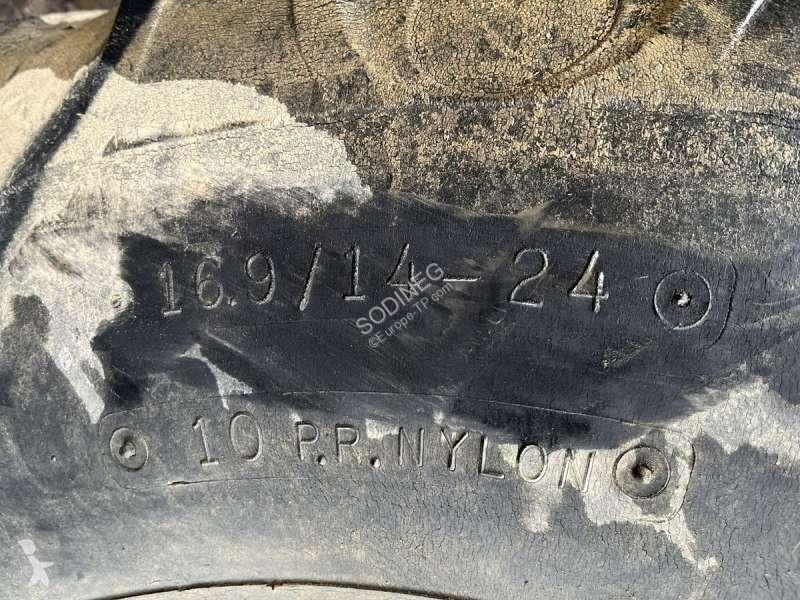 16.9/14-24
SODINEG
©Europe-TP.com
10 P.R. NYLON